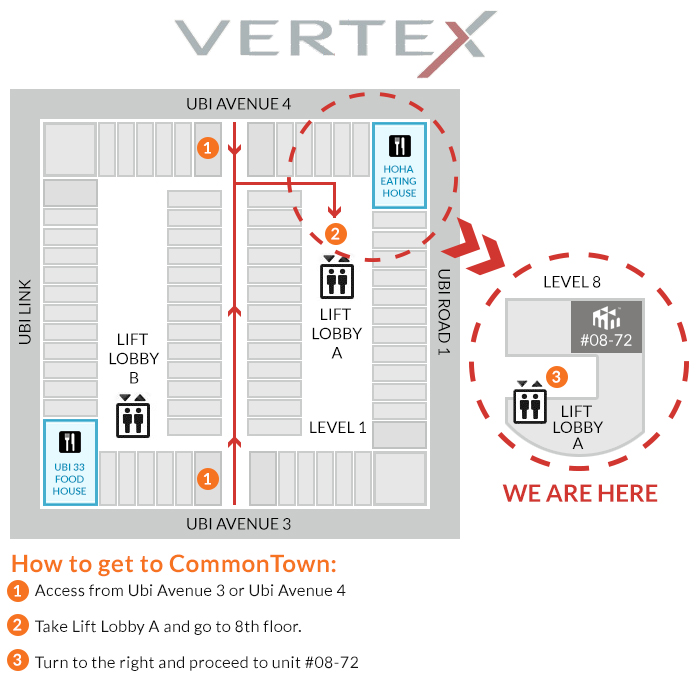 VERTEX
UBI AVENUE 4
1
HOHA
EATING
HOUSE
2
UBI LINK
UBI ROAD 1
LIFT
LOBBY
A
LIFT
LOBBY
B
LEVEL 1
UBI 33
FOOD
HOUSE
1
UBI AVENUE 3
LEVEL 8
#08-72
3
LIFT
LOBBY
A
WE ARE HERE
How to get to CommonTown:
1 Access from Ubi Avenue 3 or Ubi Avenue 4
2 Take Lift Lobby A and go to 8th floor.
3 Turn to the right and proceed to unit #08-72